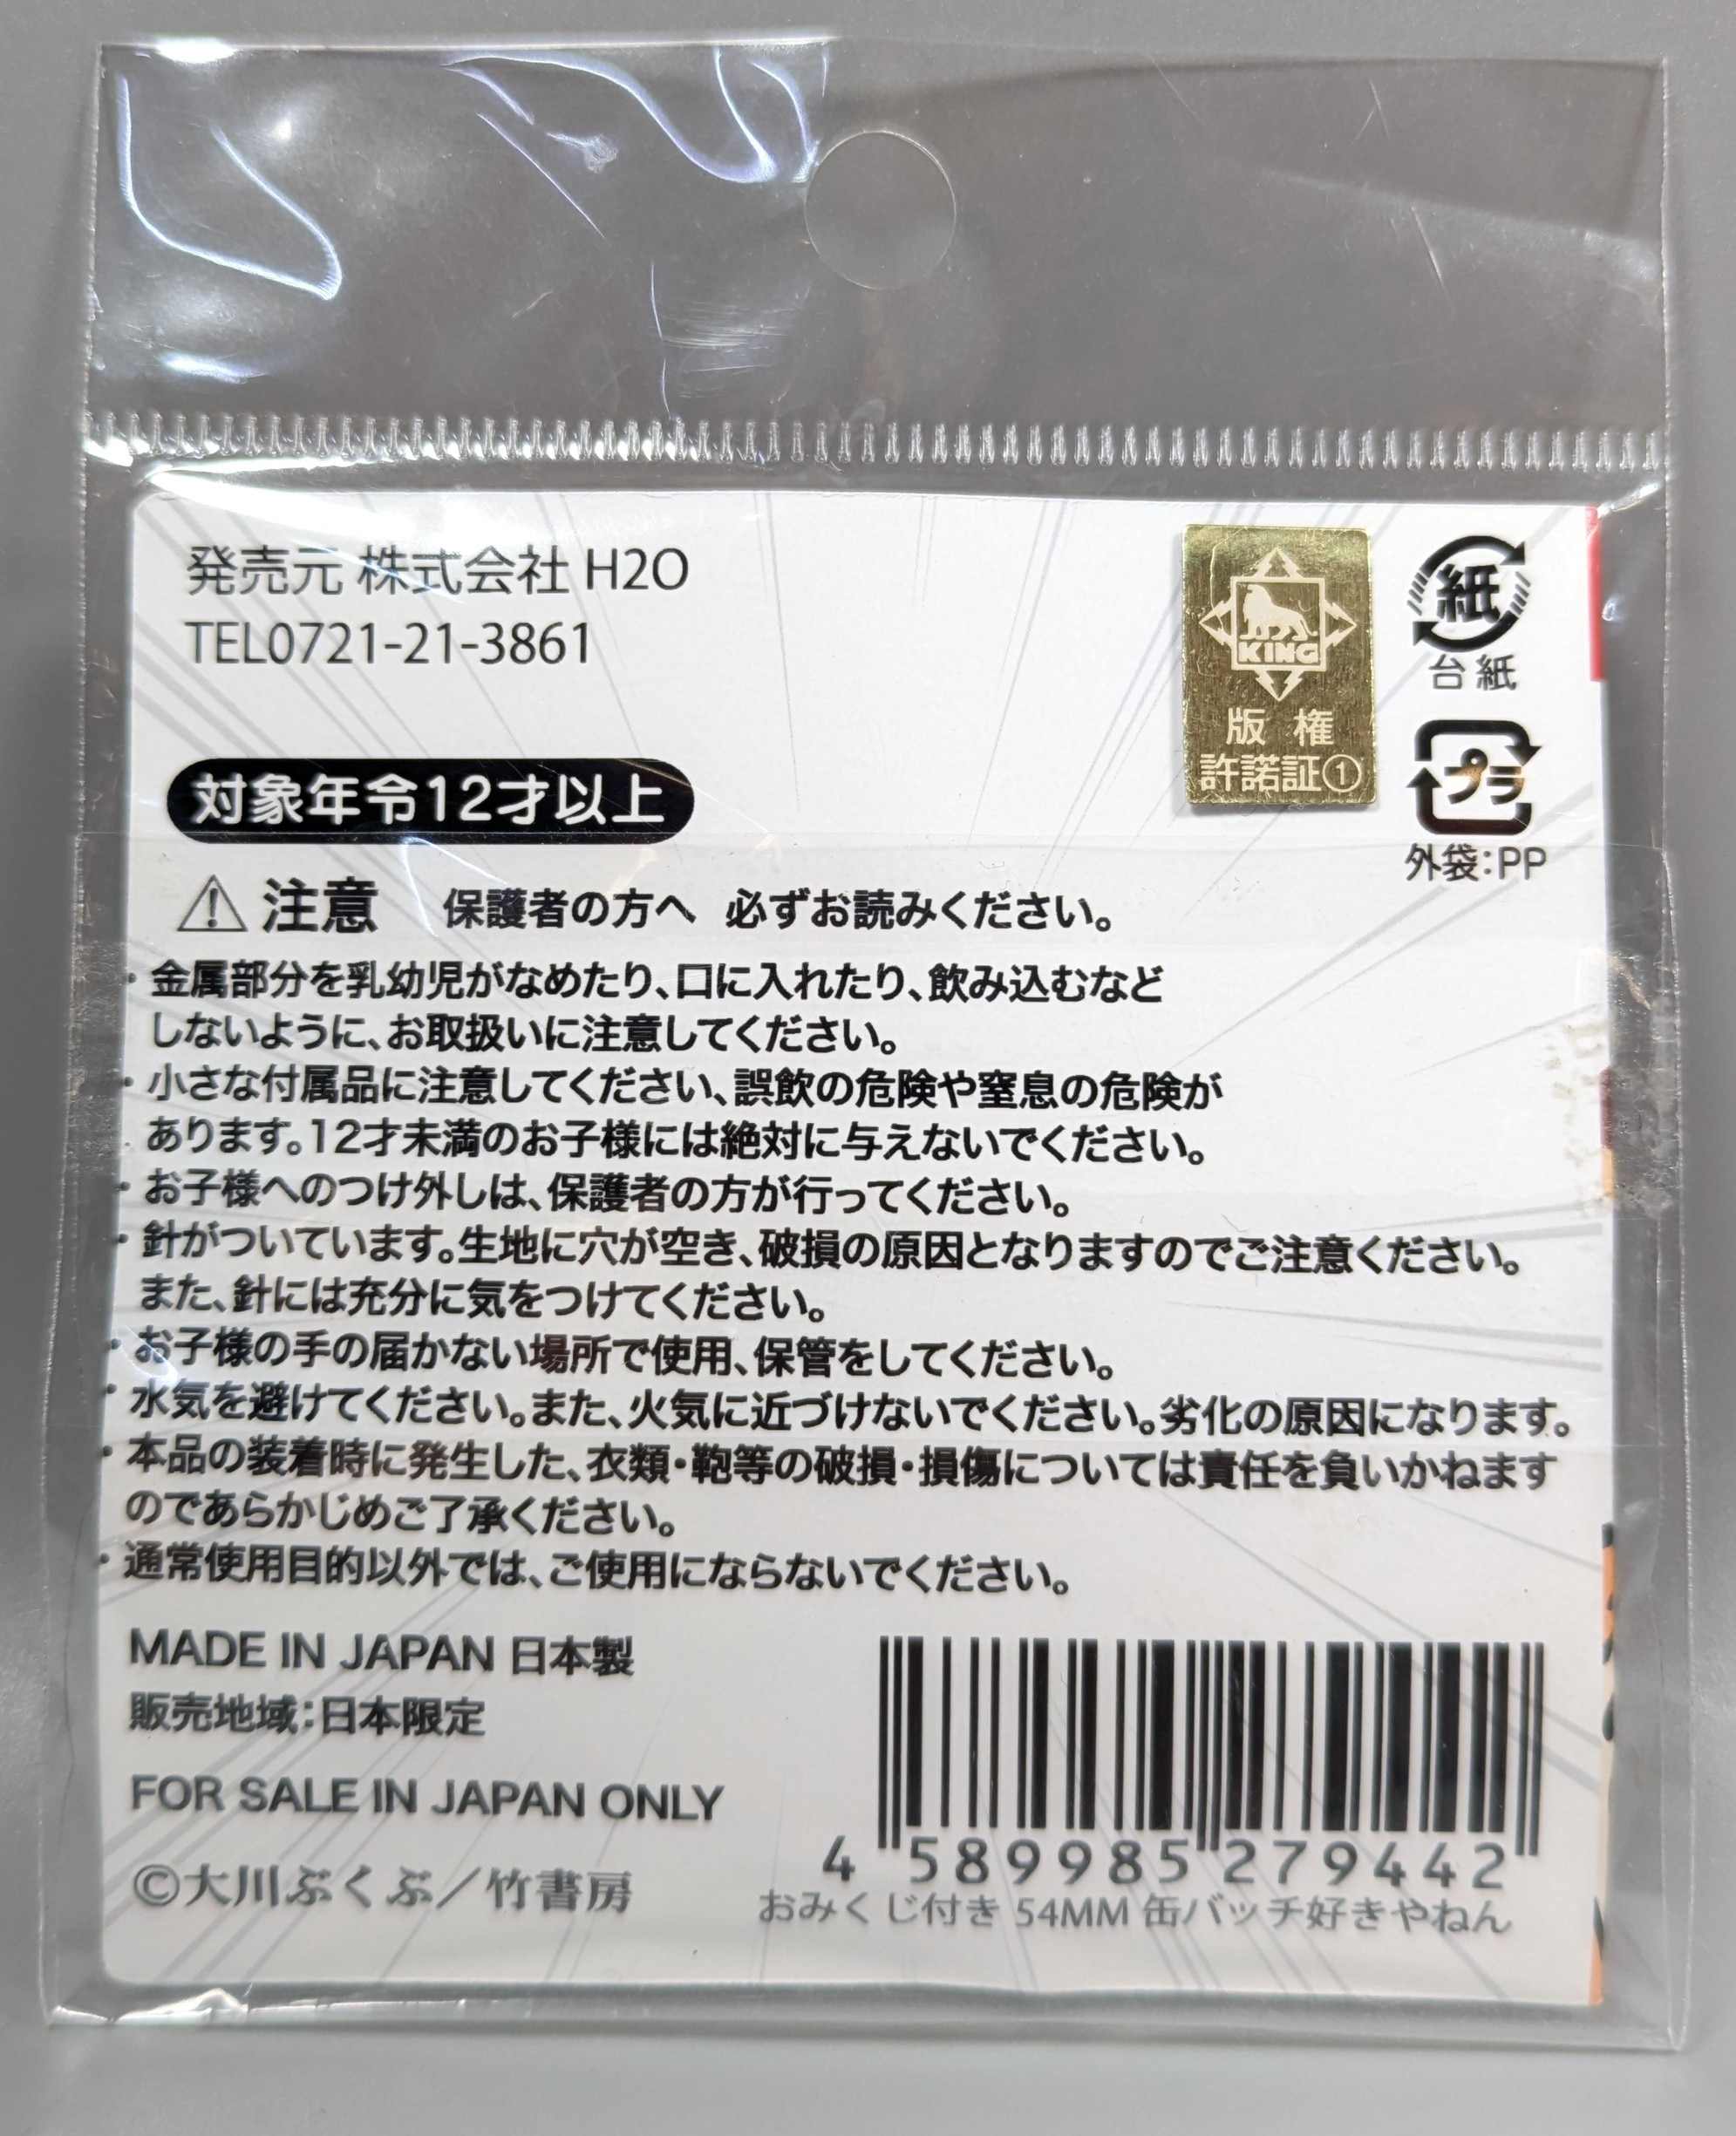 発売元 株式会社 H2O
TEL0721-21-3861
KING
版 権
許諾証①
紙
台紙
プラ
外袋:PP
対象年令12才以上
注意 保護者の方へ 必ずお読みください。
・金属部分を乳幼児がなめたり、口に入れたり、飲み込むなど
しないように、お取扱いに注意してください。
・小さな付属品に注意してください、誤飲の危険や窒息の危険が
あります。12才未満のお子様には絶対に与えないでください。
・お子様へのつけ外しは、保護者の方が行ってください。
・針がついています。生地に穴が空き、破損の原因となりますのでご注意ください。
また、針には充分に気をつけてください。
・お子様の手の届かない場所で使用、保管をしてください。
・水気を避けてください。また、火気に近づけないでください。劣化の原因になります。
・本品の装着時に発生した、衣類・鞄等の破損・損傷については責任を負いかねます
のであらかじめご了承ください。
・通常使用目的以外では、ご使用にならないでください。
MADE IN JAPAN 日本製
販売地域:日本限定
FOR SALE IN JAPAN ONLY
©大川ぶくぶ／竹書房
4 589985 279442
おみくじ付き 54MM 缶バッチ好きやねん